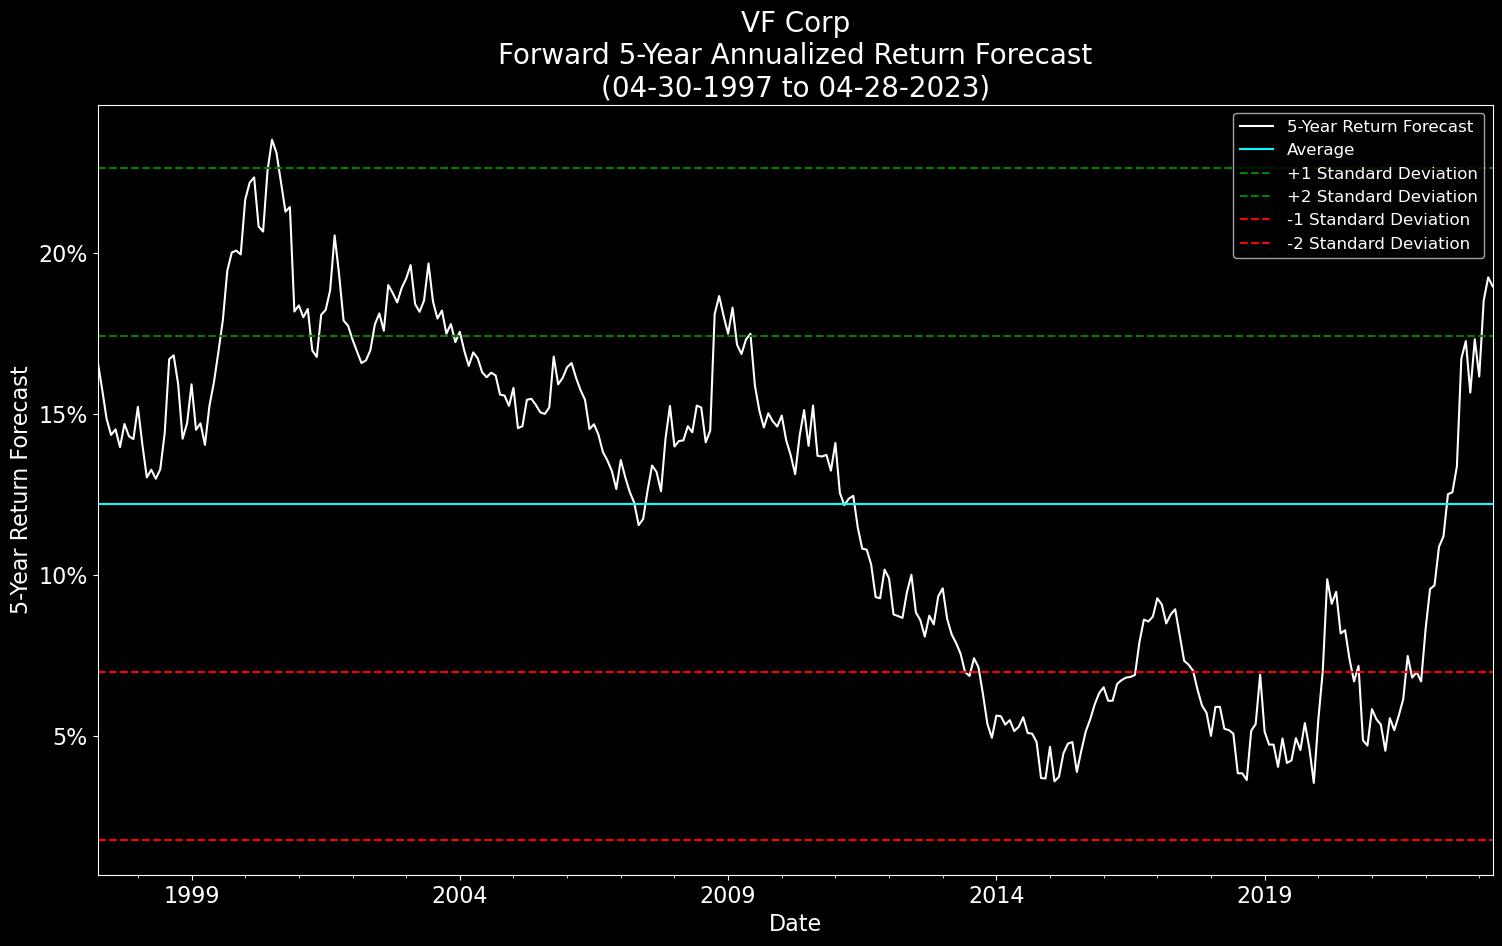 VF Corp
Forward 5-Year Annualized Return Forecast
(04-30-1997 to 04-28-2023)
5-Year Return Forecast
Average
+1 Standard Deviation
+2 Standard Deviation
-1 Standard Deviation
-2 Standard Deviation
20%
15%
10%
5%
5-Year Return Forecast
1999 2004 2009 2014 2019
Date